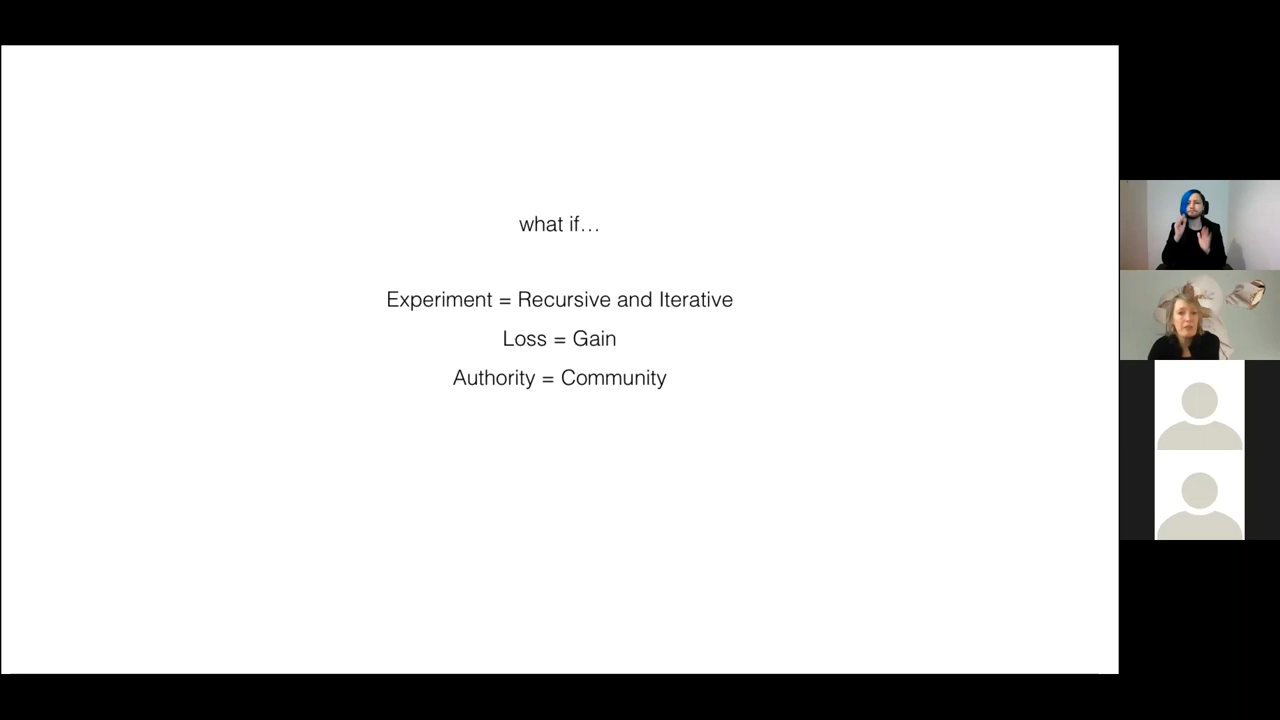 what if…
Experiment = Recursive and Iterative
Loss = Gain
Authority = Community